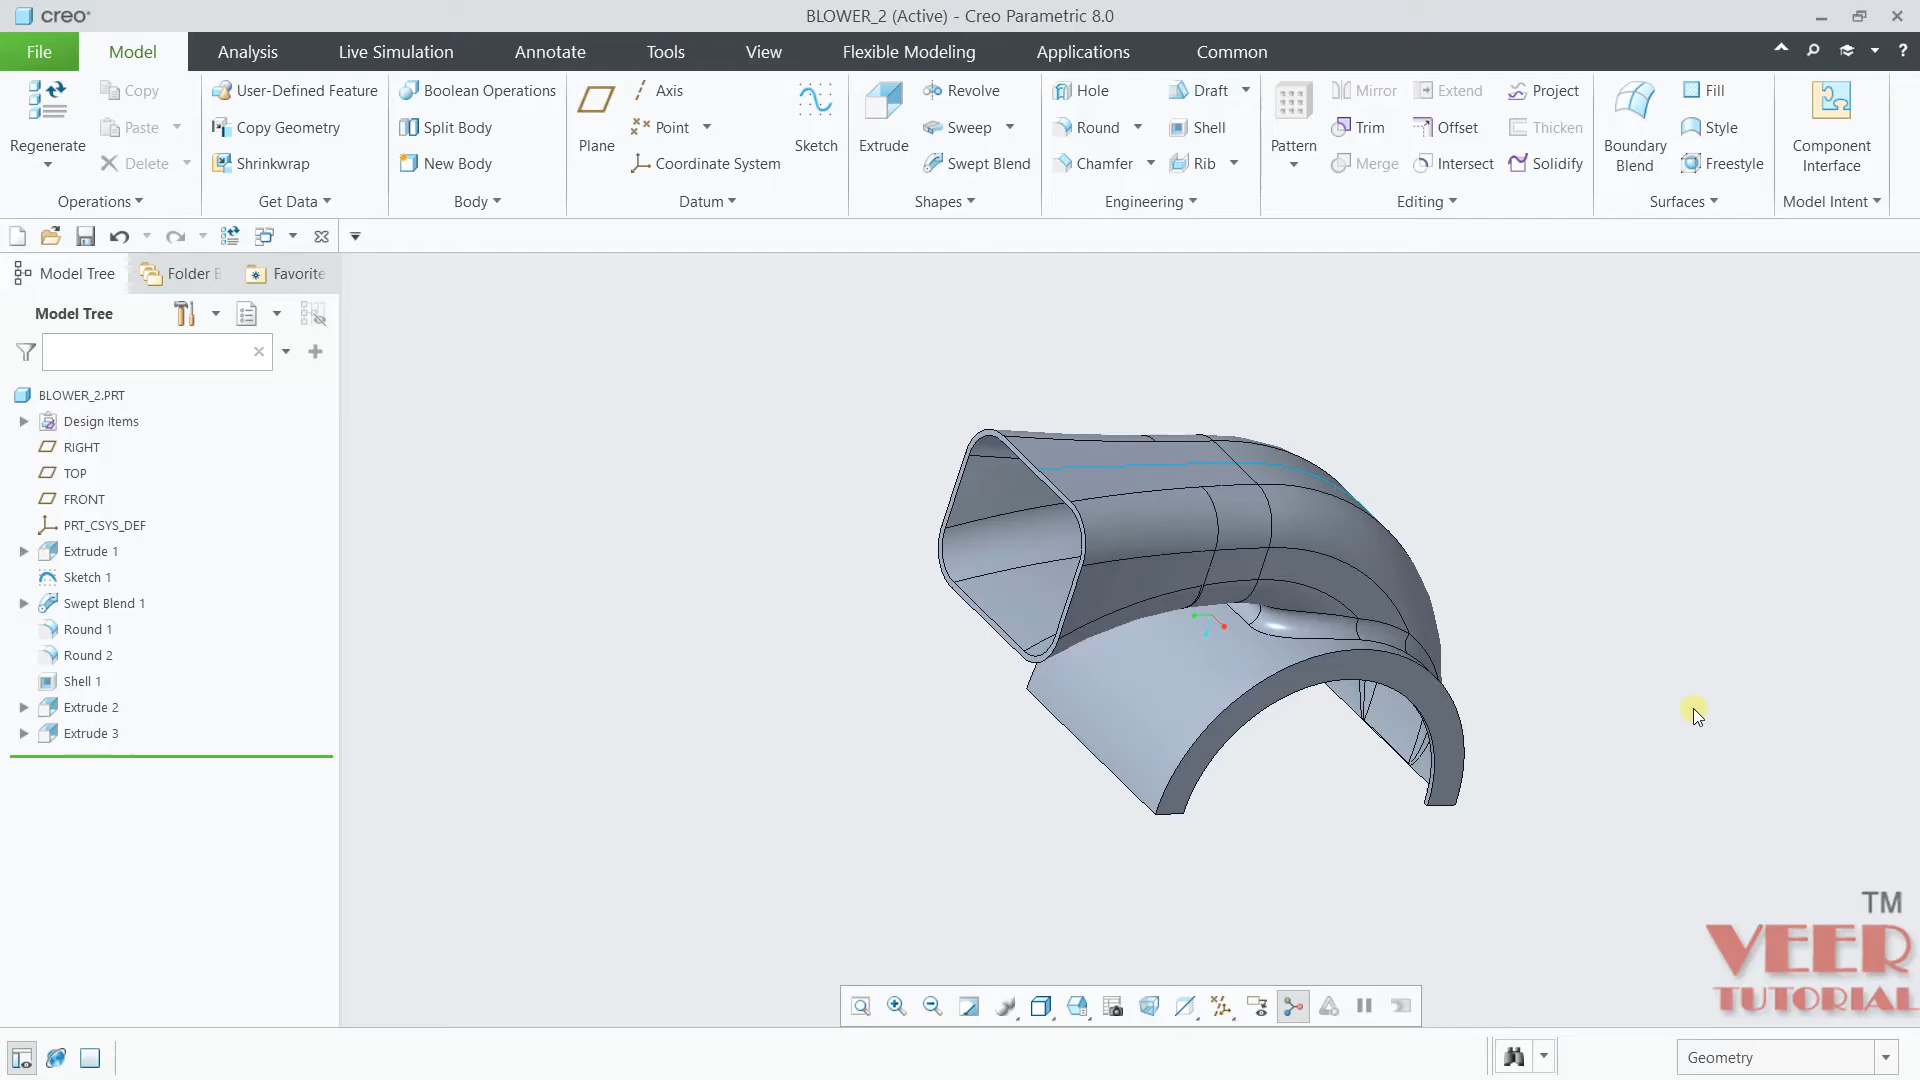 creo®
BLOWER_2 (Active) - Creo Parametric 8.0
File
Model
Analysis
Live Simulation
Annotate
Tools
View
Flexible Modeling
Applications
Common
Regenerate
Copy
Paste
Delete
Operations
User-Defined Feature
Copy Geometry
Shrinkwrap
Get Data
Boolean Operations
Split Body
New Body
Body
Plane
Axis
Point
Coordinate System
Sketch
Datum
Extrude
Revolve
Sweep
Swept Blend
Shapes
Hole
Round
Chamfer
Draft
Shell
Rib
Engineering
Pattern
Mirror
Trim
Merge
Extend
Offset
Intersect
Project
Thicken
Solidify
Editing
Boundary
Blend
Fill
Style
Freestyle
Surfaces
Component
Interface
Model Intent
Model Tree
Folder
Favorite
Model Tree
BLOWER_2.PRT
Design Items
RIGHT
TOP
FRONT
PRT_CSYS_DEF
Extrude 1
Sketch 1
Swept Blend 1
Round 1
Round 2
Shell 1
Extrude 2
Extrude 3
TM
VEER
TUTORIAL
Geometry